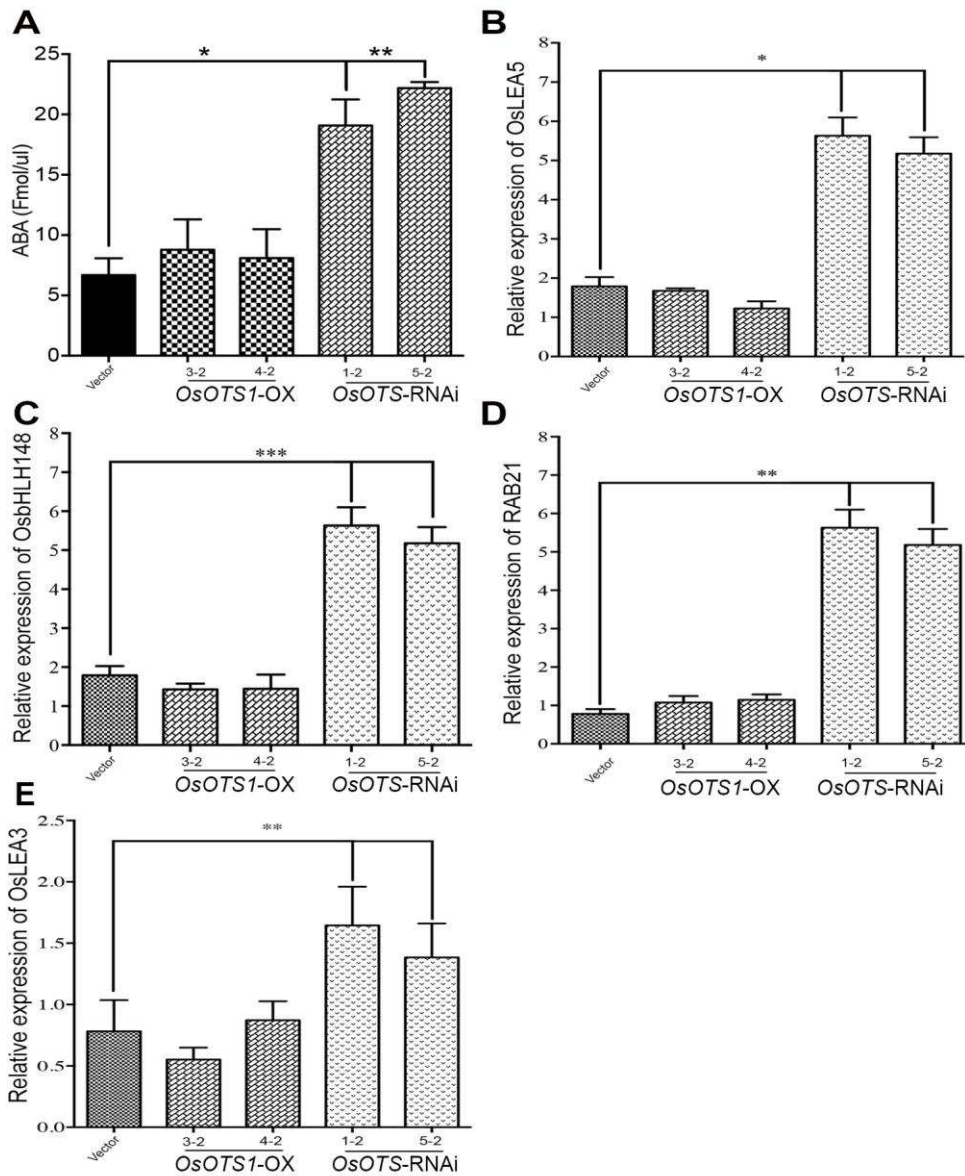 A
ABA (Fmol/ul)
25
20
15
10
5
0
*
**
Vector
3-2
4-2
1-2
5-2
OsOTS1-OX
OsOTS-RNAi
B
Relative expression of OsLEA5
8
7
6
5
4
3
2
1
0
*
Vector
3-2
4-2
1-2
5-2
OsOTS1-OX
OsOTS-RNAi
C
Relative expression of OsbHLH148
8
7
6
5
4
3
2
1
0
***
Vector
3-2
4-2
1-2
5-2
OsOTS1-OX
OsOTS-RNAi
D
Relative expression of RAB21
8
7
6
5
4
3
2
1
0
**
Vector
3-2
4-2
1-2
5-2
OsOTS1-OX
OsOTS-RNAi
E
Relative expression of OsLEA3
2.5
2.0
1.5
1.0
0.5
0.0
**
Vector
3-2
4-2
1-2
5-2
OsOTS1-OX
OsOTS-RNAi